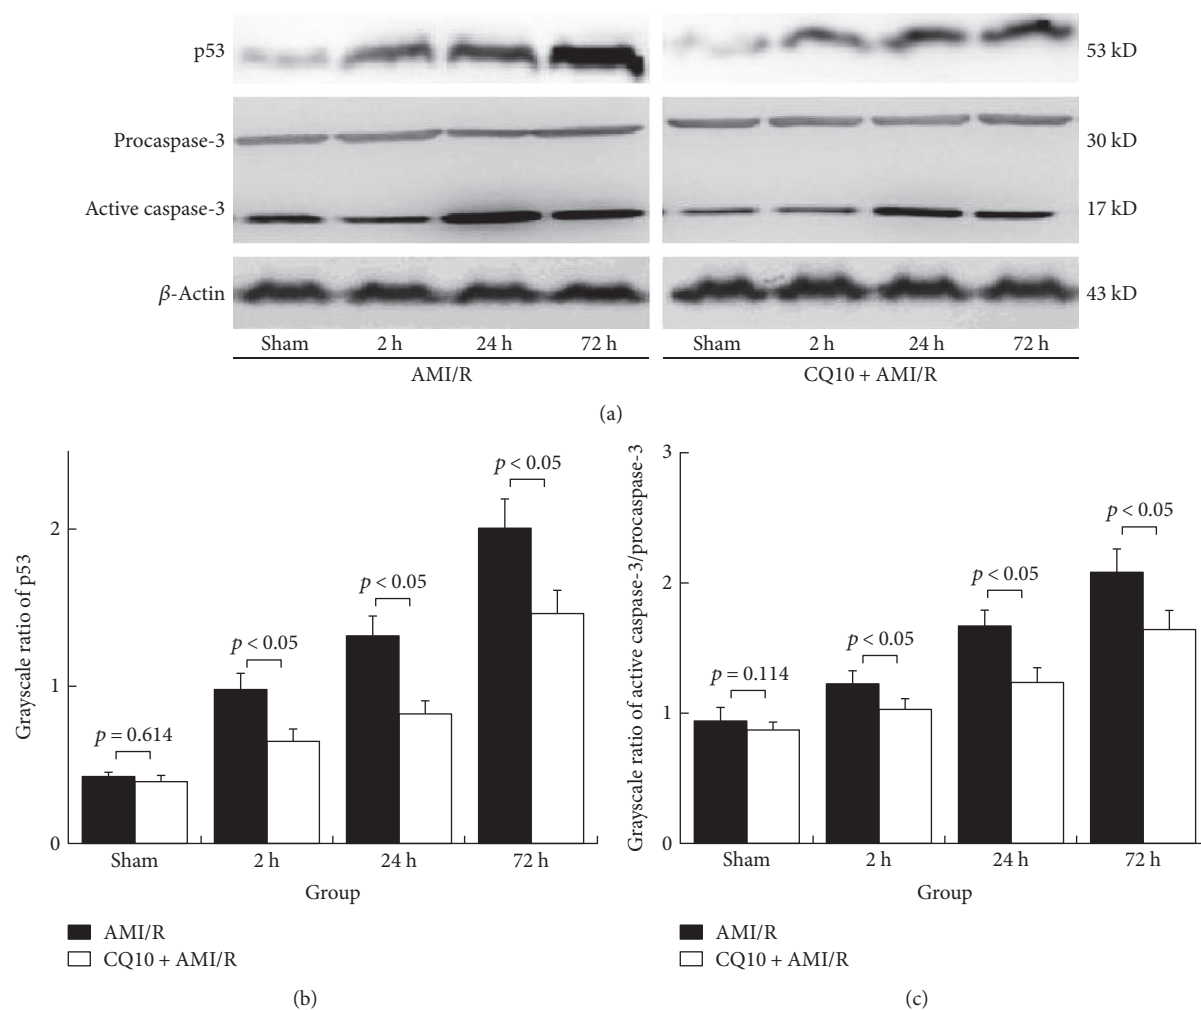 p53
53 kD
Procaspase-3
30 kD
Active caspase-3
17 kD
β-Actin
43 kD
Sham 2 h 24 h 72 h Sham 2 h 24 h 72 h
AMI/R CQ10 + AMI/R
(a)
Grayscale ratio of p53
2
1
0
p = 0.614
p < 0.05
p < 0.05
p < 0.05
Sham 2 h 24 h 72 h
Group
AMI/R
CQ10 + AMI/R
(b)
Grayscale ratio of active caspase-3/procaspase-3
3
2
1
0
p = 0.114
p < 0.05
p < 0.05
p < 0.05
Sham 2 h 24 h 72 h
Group
AMI/R
CQ10 + AMI/R
(c)